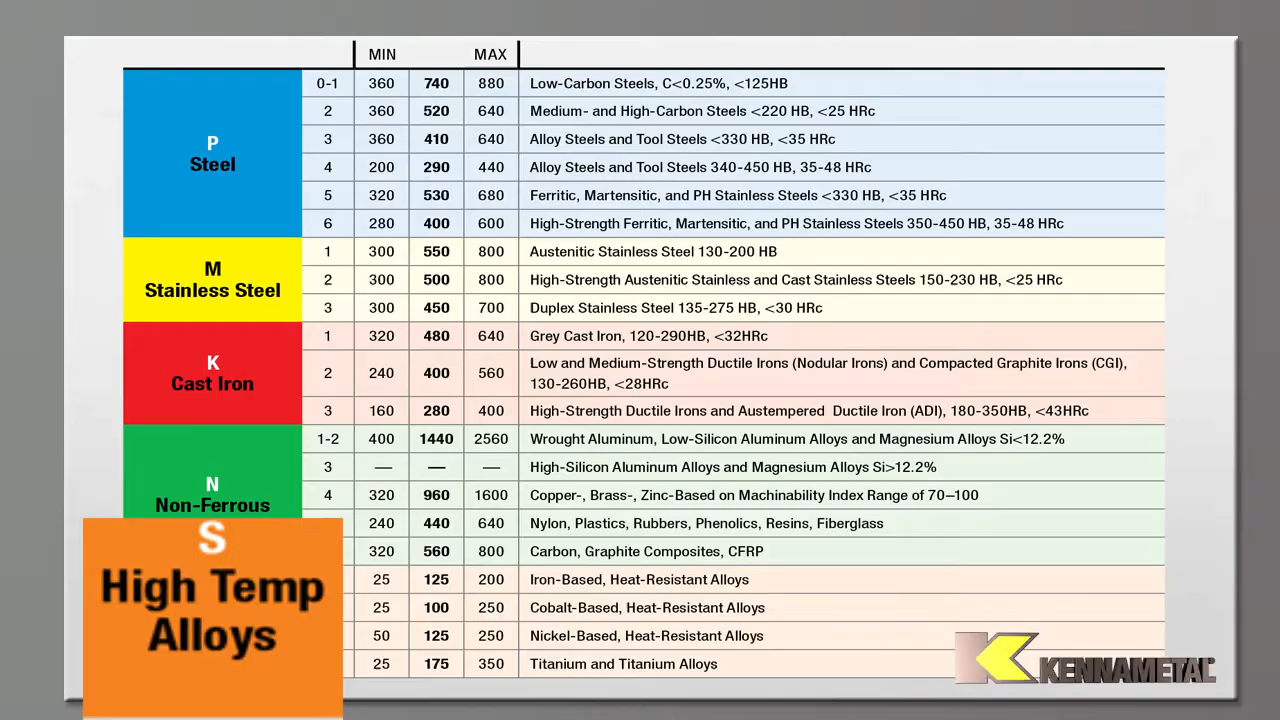 MIN MAX
P
Steel
0-1 360 740 880 Low-Carbon Steels, C<0.25%, <125HB
2 360 520 640 Medium- and High-Carbon Steels <220 HB, <25 HRc
3 360 410 640 Alloy Steels and Tool Steels <330 HB, <35 HRc
4 200 290 440 Alloy Steels and Tool Steels 340-450 HB, 35-48 HRc
5 320 530 680 Ferritic, Martensitic, and PH Stainless Steels <330 HB, <35 HRc
6 280 400 600 High-Strength Ferritic, Martensitic, and PH Stainless Steels 350-450 HB, 35-48 HRc
M
Stainless Steel
1 300 550 800 Austenitic Stainless Steel 130-200 HB
2 300 500 800 High-Strength Austenitic Stainless and Cast Stainless Steels 150-230 HB, <25 HRc
3 300 450 700 Duplex Stainless Steel 135-275 HB, <30 HRc
K
Cast Iron
1 320 480 640 Grey Cast Iron, 120-290HB, <32HRc
2 240 400 560 Low and Medium-Strength Ductile Irons (Nodular Irons) and Compacted Graphite Irons (CGI),
130-260HB, <28HRc
3 160 280 400 High-Strength Ductile Irons and Austempered Ductile Iron (ADI), 180-350HB, <43HRc
N
Non-Ferrous
1-2 400 1440 2560 Wrought Aluminum, Low-Silicon Aluminum Alloys and Magnesium Alloys Si<12.2%
3 — — — High-Silicon Aluminum Alloys and Magnesium Alloys Si>12.2%
4 320 960 1600 Copper-, Brass-, Zinc-Based on Machinability Index Range of 70–100
240 440 640 Nylon, Plastics, Rubbers, Phenolics, Resins, Fiberglass
320 560 800 Carbon, Graphite Composites, CFRP
S
High Temp
Alloys
25 125 200 Iron-Based, Heat-Resistant Alloys
25 100 250 Cobalt-Based, Heat-Resistant Alloys
50 125 250 Nickel-Based, Heat-Resistant Alloys
25 175 350 Titanium and Titanium Alloys
KENNAMETAL